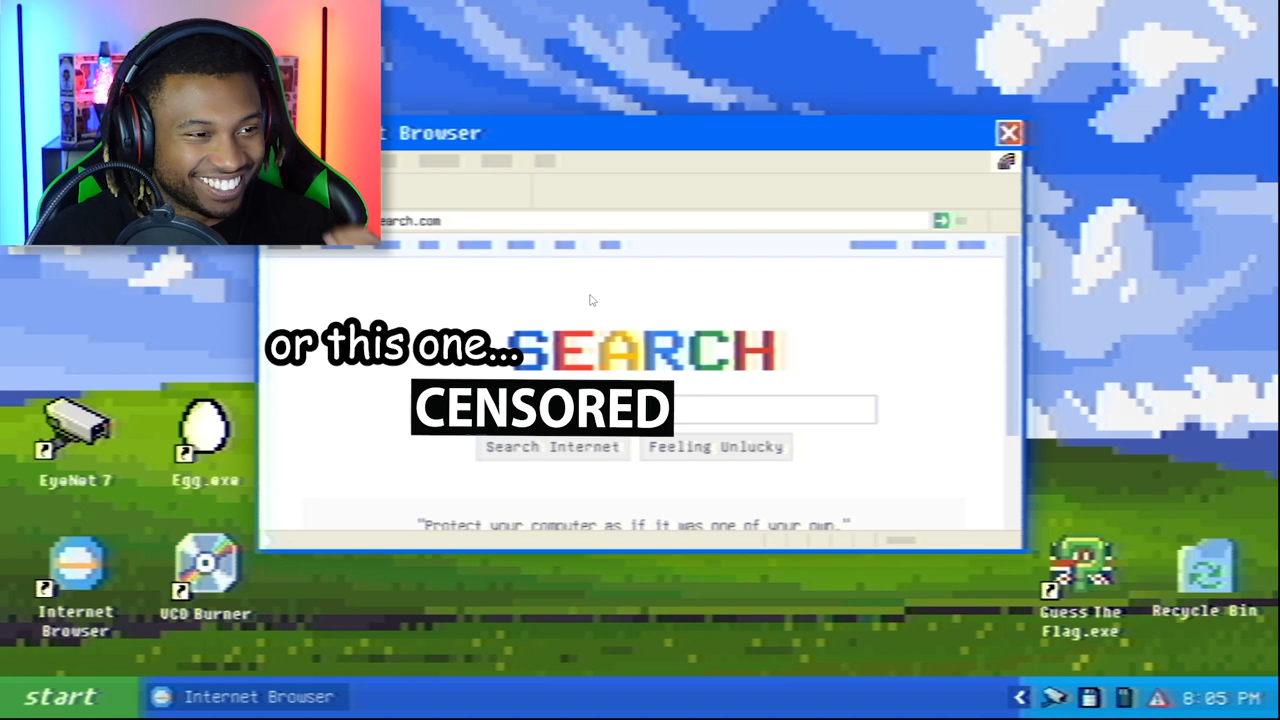 t Browser
earch.com
or this one...
SEARCH
CENSORED
Search Internet
Feeling Unlucky
"Protect your computer as if it was one of your own."
EyeNet 7
Egg.exe
Internet
Browser
VCD Burner
Guess The
Flag.exe
Recycle Bin
start
Internet Browser
8:05 PM